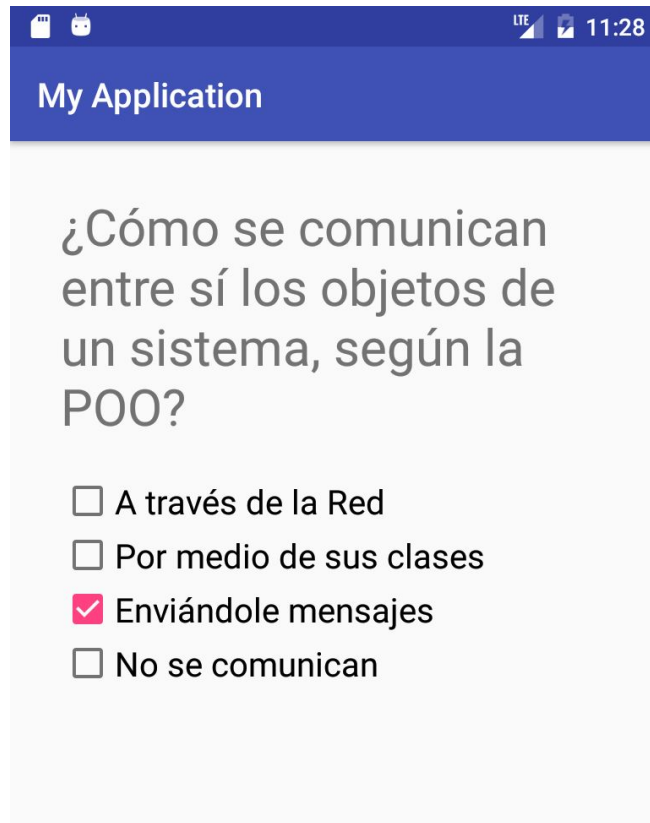 LTE 11:28
My Application
¿Cómo se comunican
entre sí los objetos de
un sistema, según la
POO?
A través de la Red
Por medio de sus clases
Enviándole mensajes
No se comunican